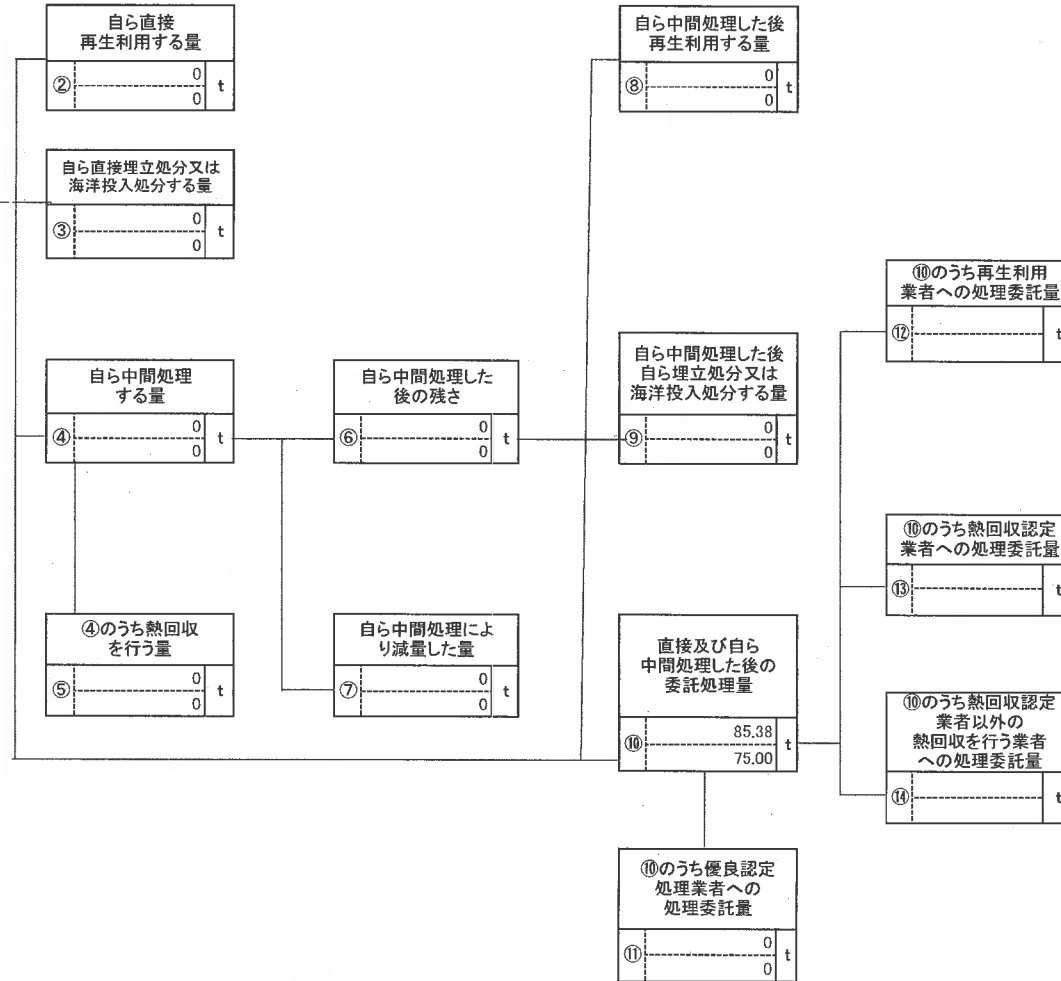 自ら直接
再生利用する量
②
0
0
t
自ら中間処理した後
再生利用する量
⑧
0
0
t
自ら直接埋立処分又は
海洋投入処分する量
③
0
0
t
⑩のうち再生利用
業者への処理委託量
⑫
t
自ら中間処理
する量
④
0
0
t
自ら中間処理した
後の残さ
⑥
0
0
t
自ら中間処理した後
自ら埋立処分又は
海洋投入処分する量
⑨
0
0
t
⑩のうち熱回収認定
業者への処理委託量
⑬
t
④のうち熱回収
を行う量
⑤
0
0
t
自ら中間処理によ
り減量した量
⑦
0
0
t
直接及び自ら
中間処理した後の
委託処理量
⑩
85.38
75.00
t
⑩のうち熱回収認定
業者以外の
熱回収を行う業者
への処理委託量
⑭
t
⑩のうち優良認定
処理業者への
処理委託量
⑪
0
0
t